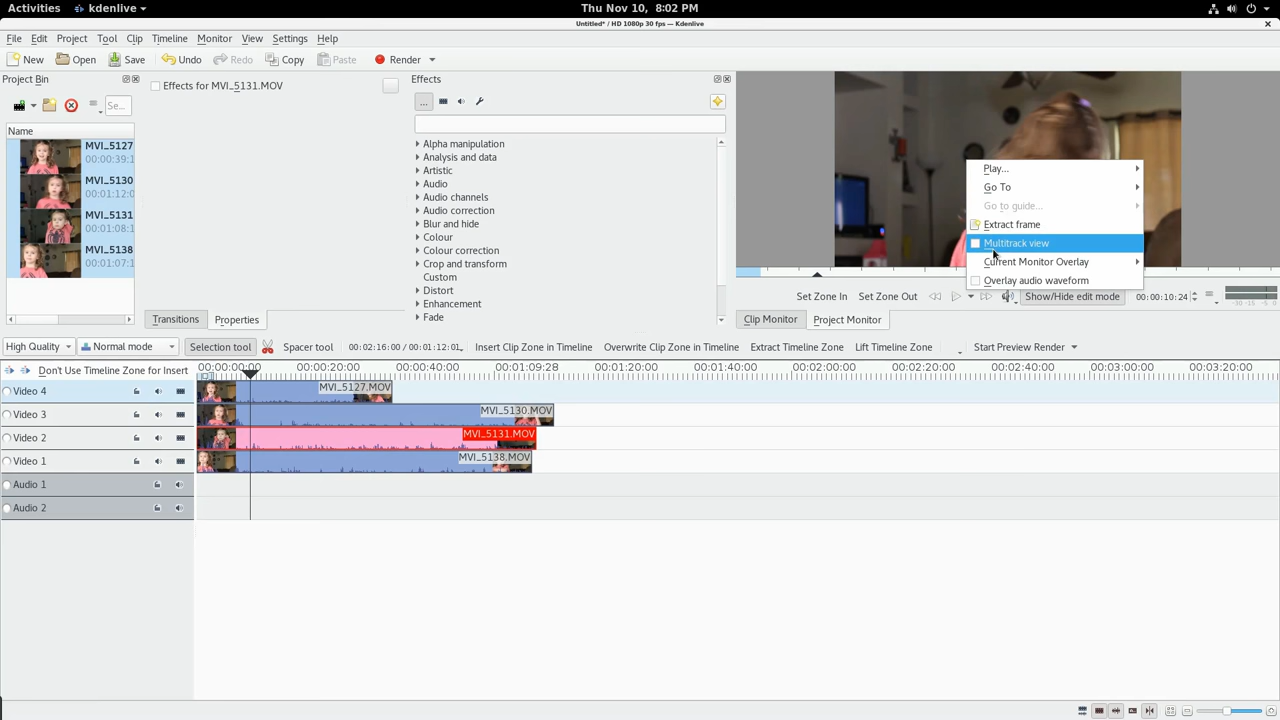 Activities kdenlive Thu Nov 10, 8:02 PM
Untitled* / HD 1080p 30 fps — Kdenlive
File Edit Project Tool Clip Timeline Monitor View Settings Help
New Open Save Undo Redo Copy Paste Render
Project Bin
Se...
Name
MVI_5127
00:00:39:1
MVI_5130
00:01:12:0
MVI_5131
00:01:08:1
MVI_5138
00:01:07:1
Effects for MVI_5131.MOV
Transitions Properties
Effects
...
Alpha manipulation
Analysis and data
Artistic
Audio
Audio channels
Audio correction
Blur and hide
Colour
Colour correction
Crop and transform
Custom
Distort
Enhancement
Fade
Play...
Go To
Go to guide...
Extract frame
Multitrack view
Current Monitor Overlay
Overlay audio waveform
Set Zone In Set Zone Out Show/Hide edit mode 00:00:10:24
-30 -15 -5 0
Clip Monitor Project Monitor
High Quality Normal mode Selection tool Spacer tool 00:02:16:00 / 00:01:12:01 Insert Clip Zone in Timeline Overwrite Clip Zone in Timeline Extract Timeline Zone Lift Timeline Zone Start Preview Render
Don't Use Timeline Zone for Insert 00:00:00:00 00:00:20:00 00:00:40:00 00:01:09:28 00:01:20:00 00:01:40:00 00:02:00:00 00:02:20:00 00:02:40:00 00:03:00:00 00:03:20:00
Video 4 MVI_5127.MOV
Video 3 MVI_5130.MOV
Video 2 MVI_5131.MOV
Video 1 MVI_5138.MOV
Audio 1
Audio 2